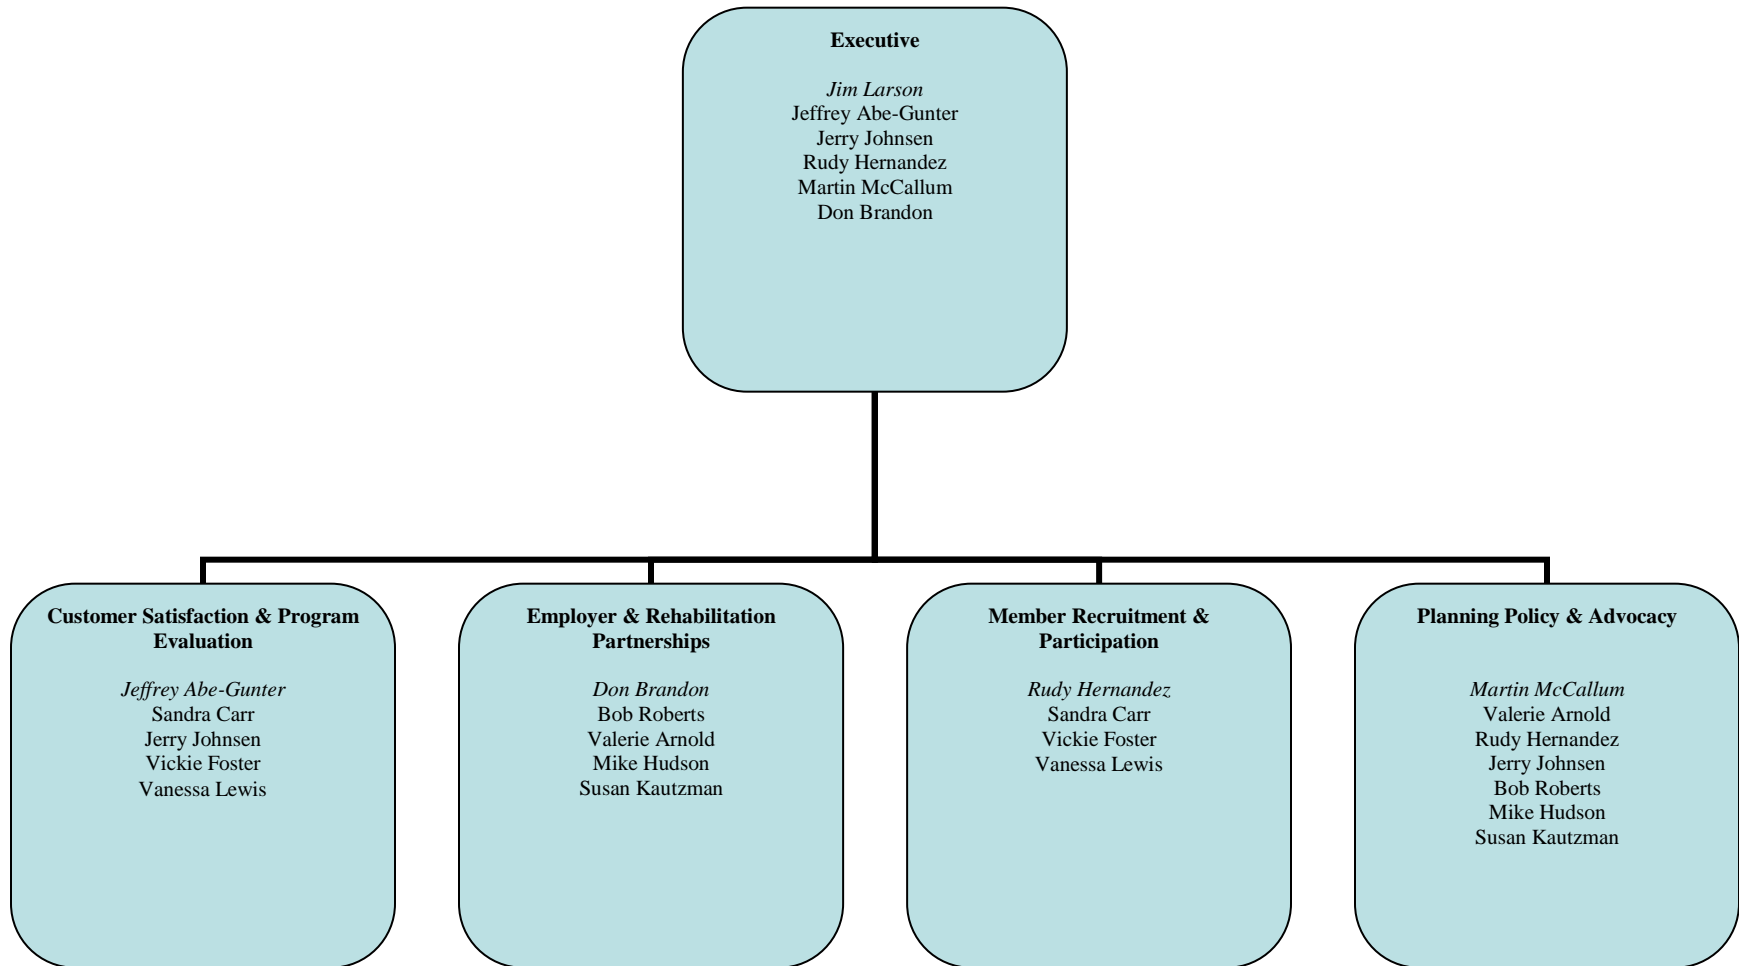 Executive
Jim Larson
Jeffrey Abe-Gunter
Jerry Johnsen
Rudy Hernandez
Martin McCallum
Don Brandon
Customer Satisfaction & Program
Evaluation
Jeffrey Abe-Gunter
Sandra Carr
Jerry Johnsen
Vickie Foster
Vanessa Lewis
Employer & Rehabilitation
Partnerships
Don Brandon
Bob Roberts
Valerie Arnold
Mike Hudson
Susan Kautzman
Member Recruitment &
Participation
Rudy Hernandez
Sandra Carr
Vickie Foster
Vanessa Lewis
Planning Policy & Advocacy
Martin McCallum
Valerie Arnold
Rudy Hernandez
Jerry Johnsen
Bob Roberts
Mike Hudson
Susan Kautzman